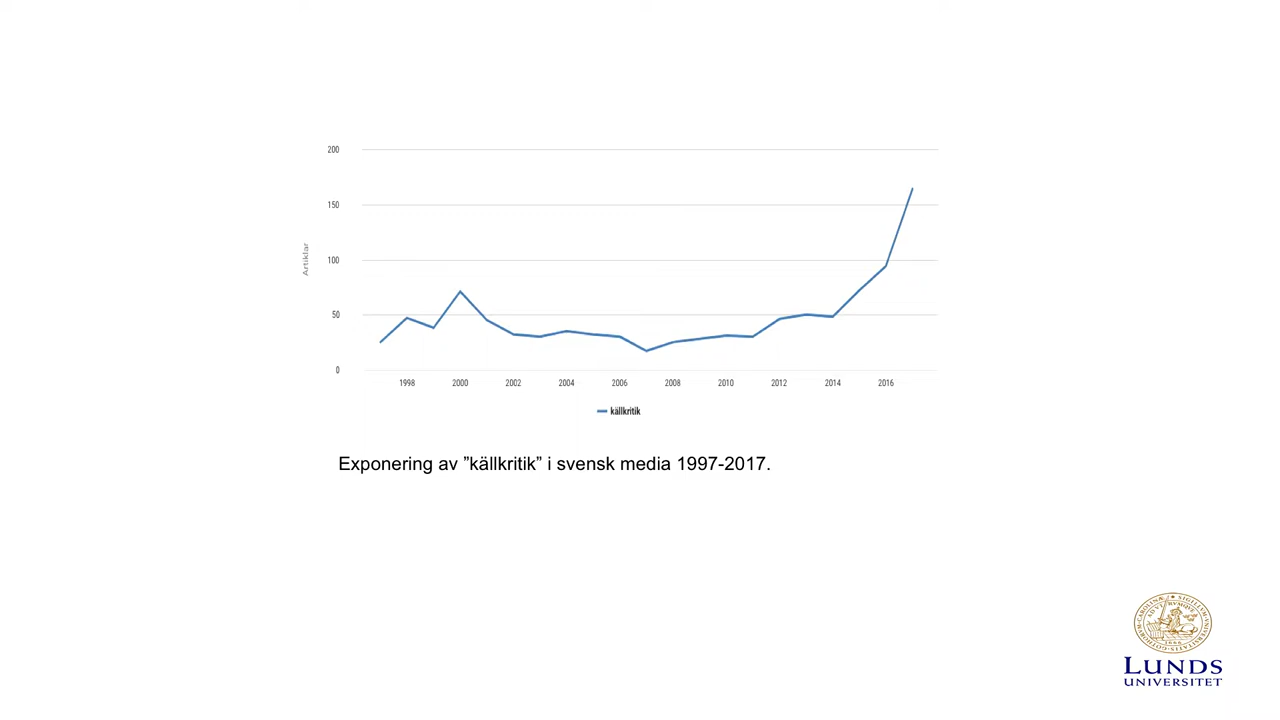 200
150
100
50
0
Artiklar
1998 2000 2002 2004 2006 2008 2010 2012 2014 2016
källkritik
Exponering av ”källkritik” i svensk media 1997-2017.
LUNDS
UNIVERSITET